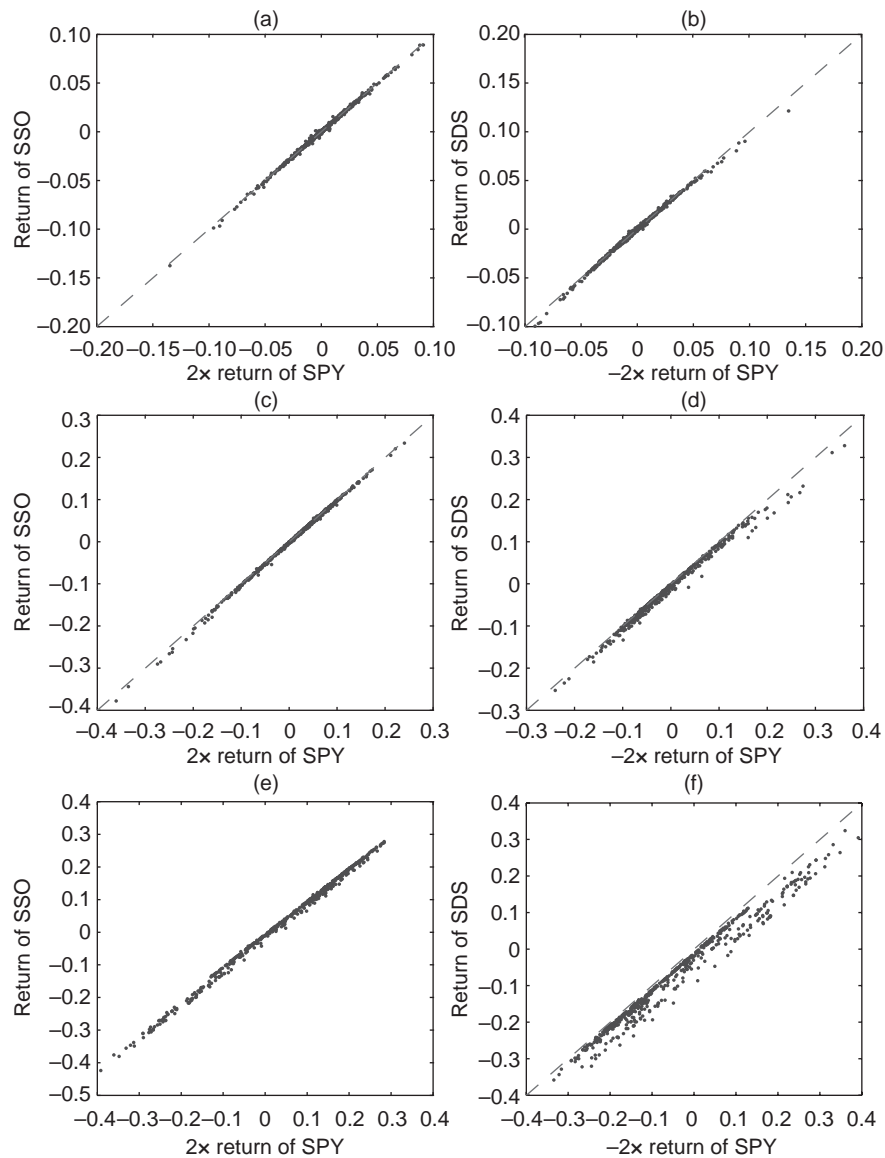 (a)
0.10
0.05
0
–0.05
–0.10
–0.20
Return of SSO
–0.20 –0.15 –0.10 –0.05 0 0.05 0.10
2× return of SPY
(b)
0.20
0.15
0.10
0.05
0
–0.05
–0.10
Return of SDS
–0.10 –0.05 0 0.05 0.10 0.15 0.20
–2× return of SPY
(c)
0.3
0.2
0.1
0
–0.1
–0.2
–0.3
–0.4
Return of SSO
–0.4 –0.3 –0.2 –0.1 0 0.1 0.2 0.3
2× return of SPY
(d)
0.4
0.3
0.2
0.1
0
–0.1
–0.2
–0.3
Return of SDS
–0.3 –0.2 –0.1 0 0.1 0.2 0.3 0.4
–2× return of SPY
(e)
0.4
0.3
0.2
0.1
0
–0.1
–0.2
–0.3
–0.4
–0.5
Return of SSO
–0.4 –0.3 –0.2 –0.1 0 0.1 0.2 0.3 0.4
2× return of SPY
(f)
0.4
0.3
0.2
0.1
0
–0.1
–0.2
–0.3
–0.4
Return of SDS
–0.4 –0.3 –0.2 –0.1 0 0.1 0.2 0.3 0.4
–2× return of SPY